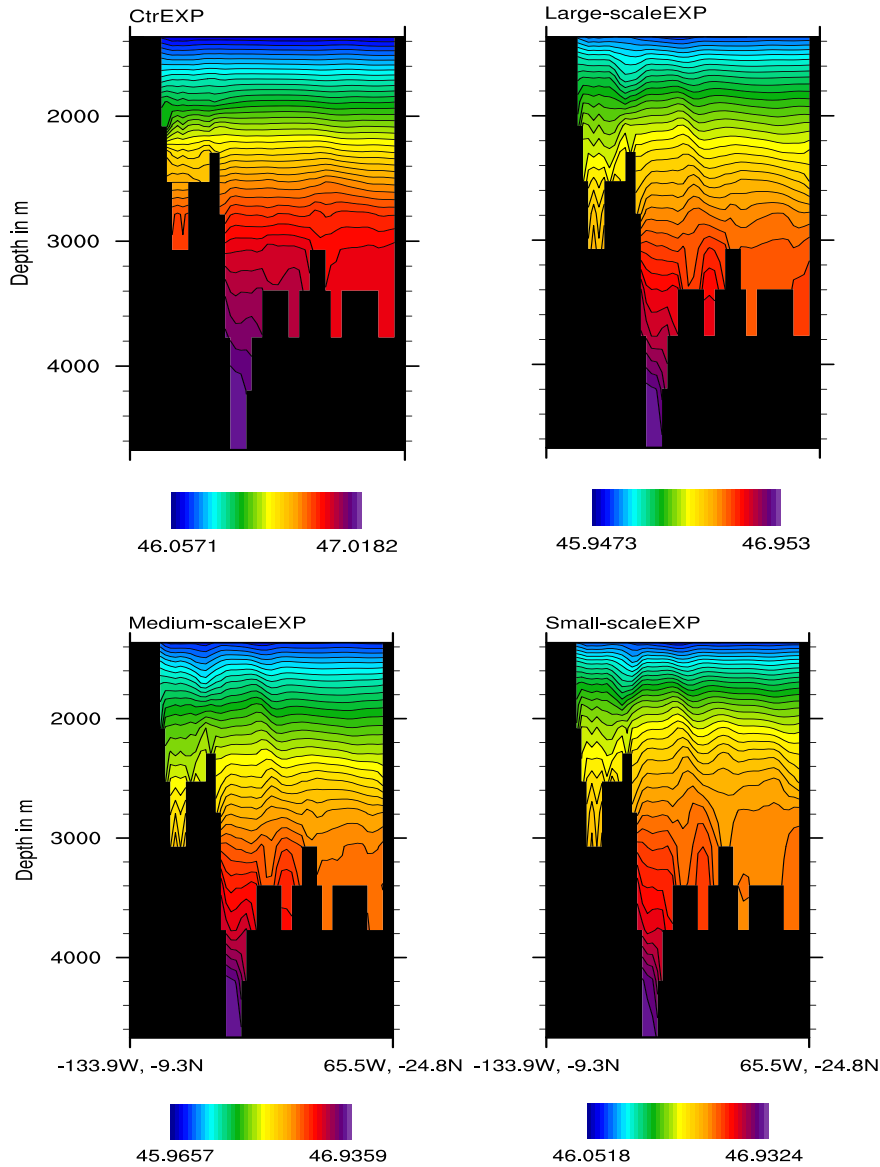 CtrEXP
Large-scaleEXP
2000
3000
4000
Depth in m
46.0571 47.0182
45.9473 46.953
Medium-scaleEXP
Small-scaleEXP
2000
3000
4000
Depth in m
-133.9W, -9.3N 65.5W, -24.8N
-133.9W, -9.3N 65.5W, -24.8N
45.9657 46.9359
46.0518 46.9324